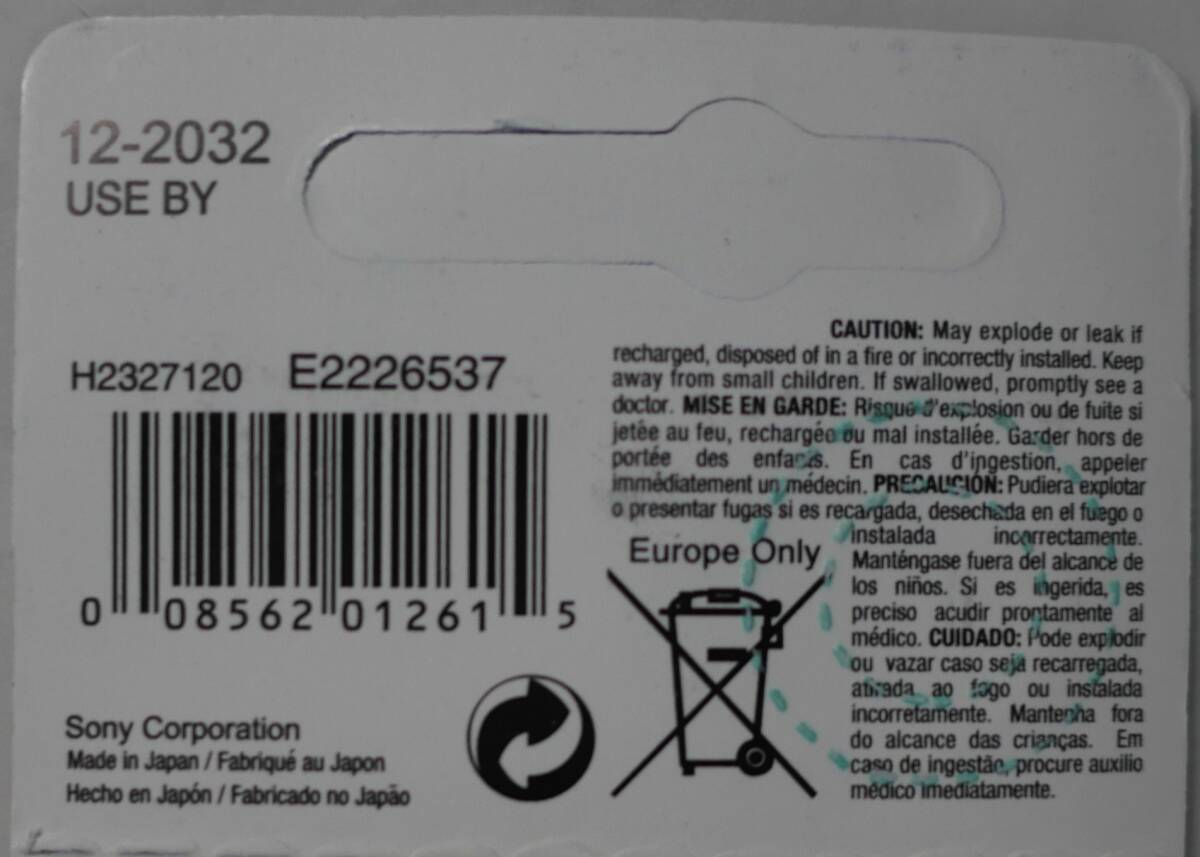 12-2032
USE BY
H2327120 E2226537
0 08562 01261 5
Sony Corporation
Made in Japan / Fabriqué au Japon
Hecho en Japón / Fabricado no Japão
CAUTION: May explode or leak if
recharged, disposed of in a fire or incorrectly installed. Keep
away from small children. If swallowed, promptly see a
doctor. MISE EN GARDE: Risque d'explosion ou de fuite si
jetée au feu, rechargée ou mal installée. Garder hors de
portée des enfants. En cas d'ingestion, appeler
immédiatement un médecin. PRECAUCIÓN: Pudiera explotar
o presentar fugas si es recargada, desechada en el fuego o
instalada incorrectamente.
Manténgase fuera del alcance de
los niños. Si es ingerida, es
preciso acudir prontamente al
médico. CUIDADO: Pode explodir
ou vazar caso seja recarregada,
atirada ao fogo ou instalada
incorretamente. Mantenha fora
do alcance das crianças. Em
caso de ingestão, procure auxilio
médico imediatamente.
Europe Only